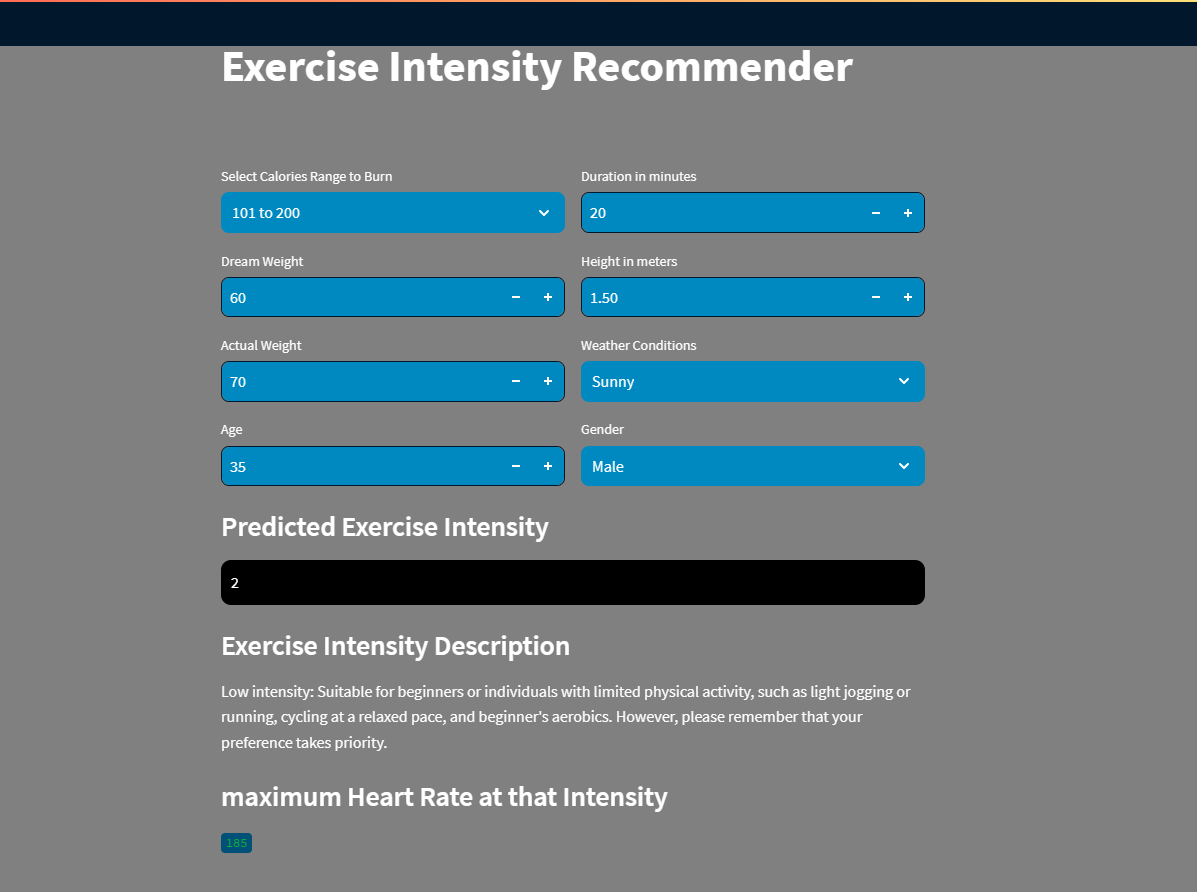 Exercise Intensity Recommender
Select Calories Range to Burn
101 to 200
Duration in minutes
20
Dream Weight
60
Height in meters
1.50
Actual Weight
70
Weather Conditions
Sunny
Age
35
Gender
Male
Predicted Exercise Intensity
2
Exercise Intensity Description
Low intensity: Suitable for beginners or individuals with limited physical activity, such as light jogging or
running, cycling at a relaxed pace, and beginner's aerobics. However, please remember that your
preference takes priority.
maximum Heart Rate at that Intensity
185